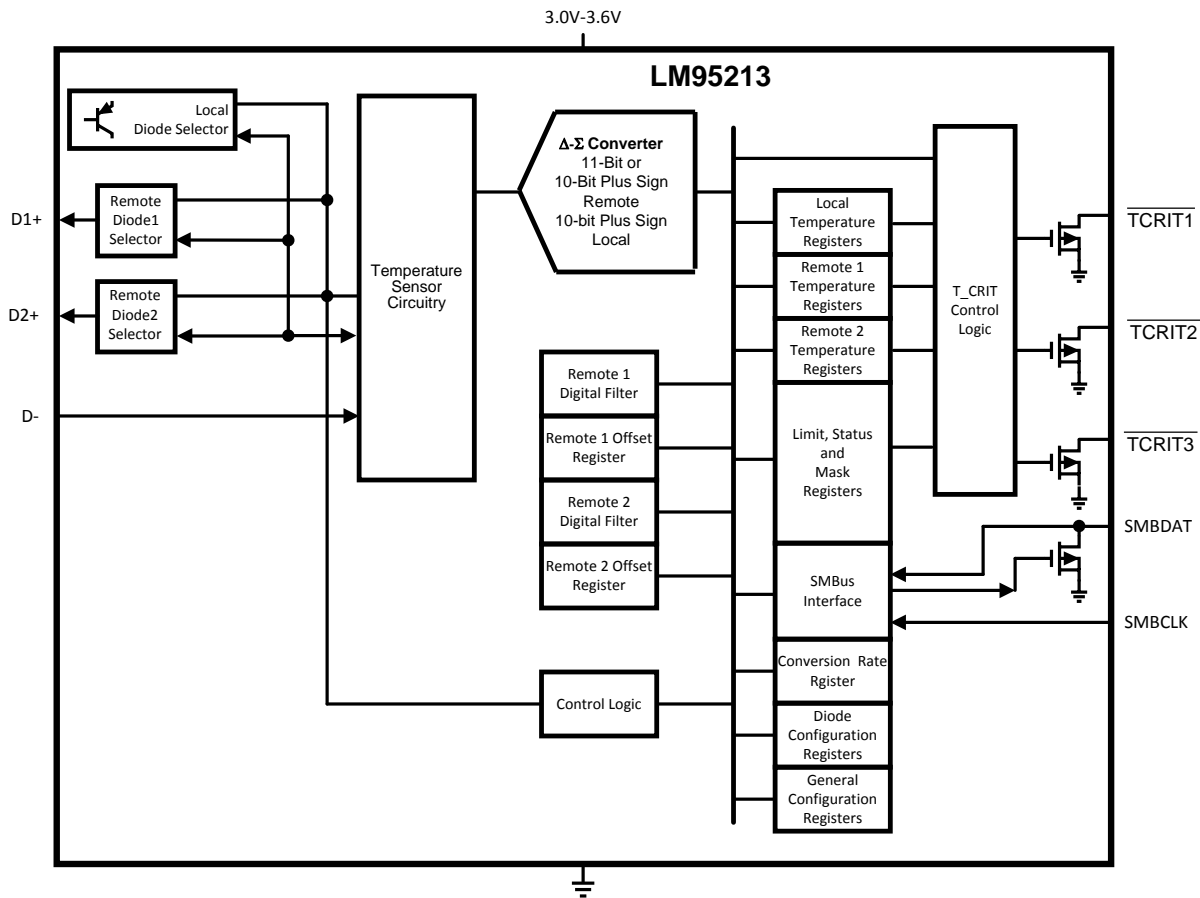 3.0V-3.6V
LM95213
Local
Diode Selector
D1+
Remote
Diode1
Selector
D2+
Remote
Diode2
Selector
D-
Temperature
Sensor
Circuitry
Δ-Σ Converter
11-Bit or
10-Bit Plus Sign
Remote
10-bit Plus Sign
Local
Remote 1
Digital Filter
Remote 1 Offset
Register
Remote 2
Digital Filter
Remote 2 Offset
Register
Control Logic
Local
Temperature
Registers
Remote 1
Temperature
Registers
Remote 2
Temperature
Registers
Limit, Status
and
Mask
Registers
SMBus
Interface
Conversion Rate
Rgister
Diode
Configuration
Registers
General
Configuration
Registers
T_CRIT
Control
Logic
TCRIT1
TCRIT2
TCRIT3
SMBDAT
SMBCLK